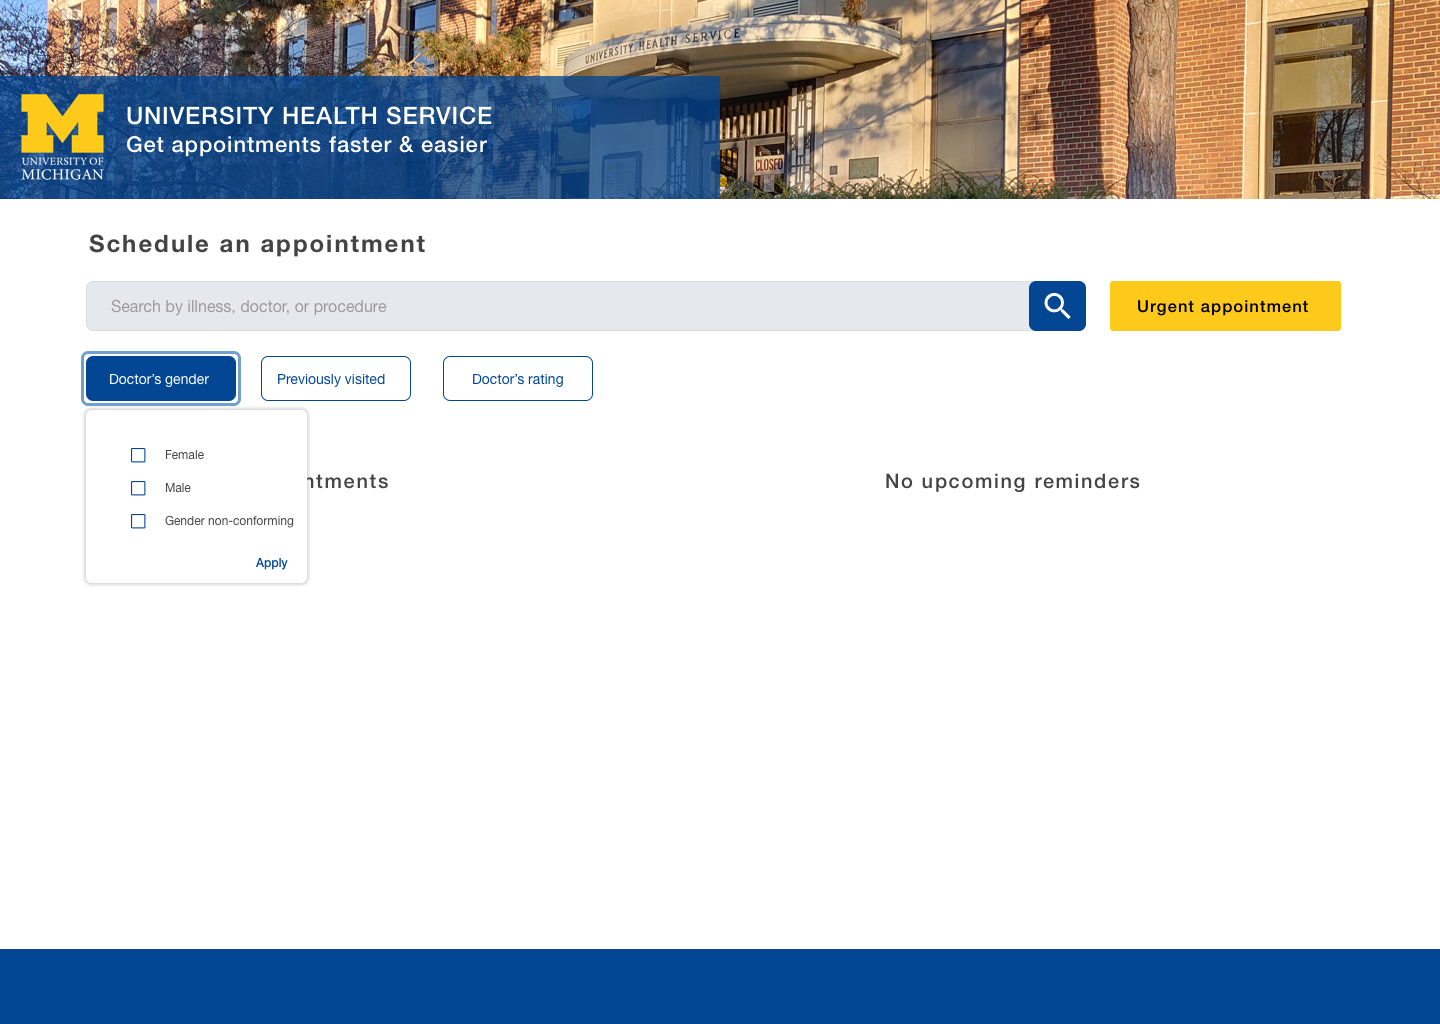 UNIVERSITY HEALTH SERVICE
CLOSED
UNIVERSITY OF
MICHIGAN
UNIVERSITY HEALTH SERVICE
Get appointments faster & easier
Schedule an appointment
Search by illness, doctor, or procedure
Urgent appointment
Doctor's gender
Previously visited
Doctor's rating
Female
Male
Gender non-conforming
Apply
ntments
No upcoming reminders